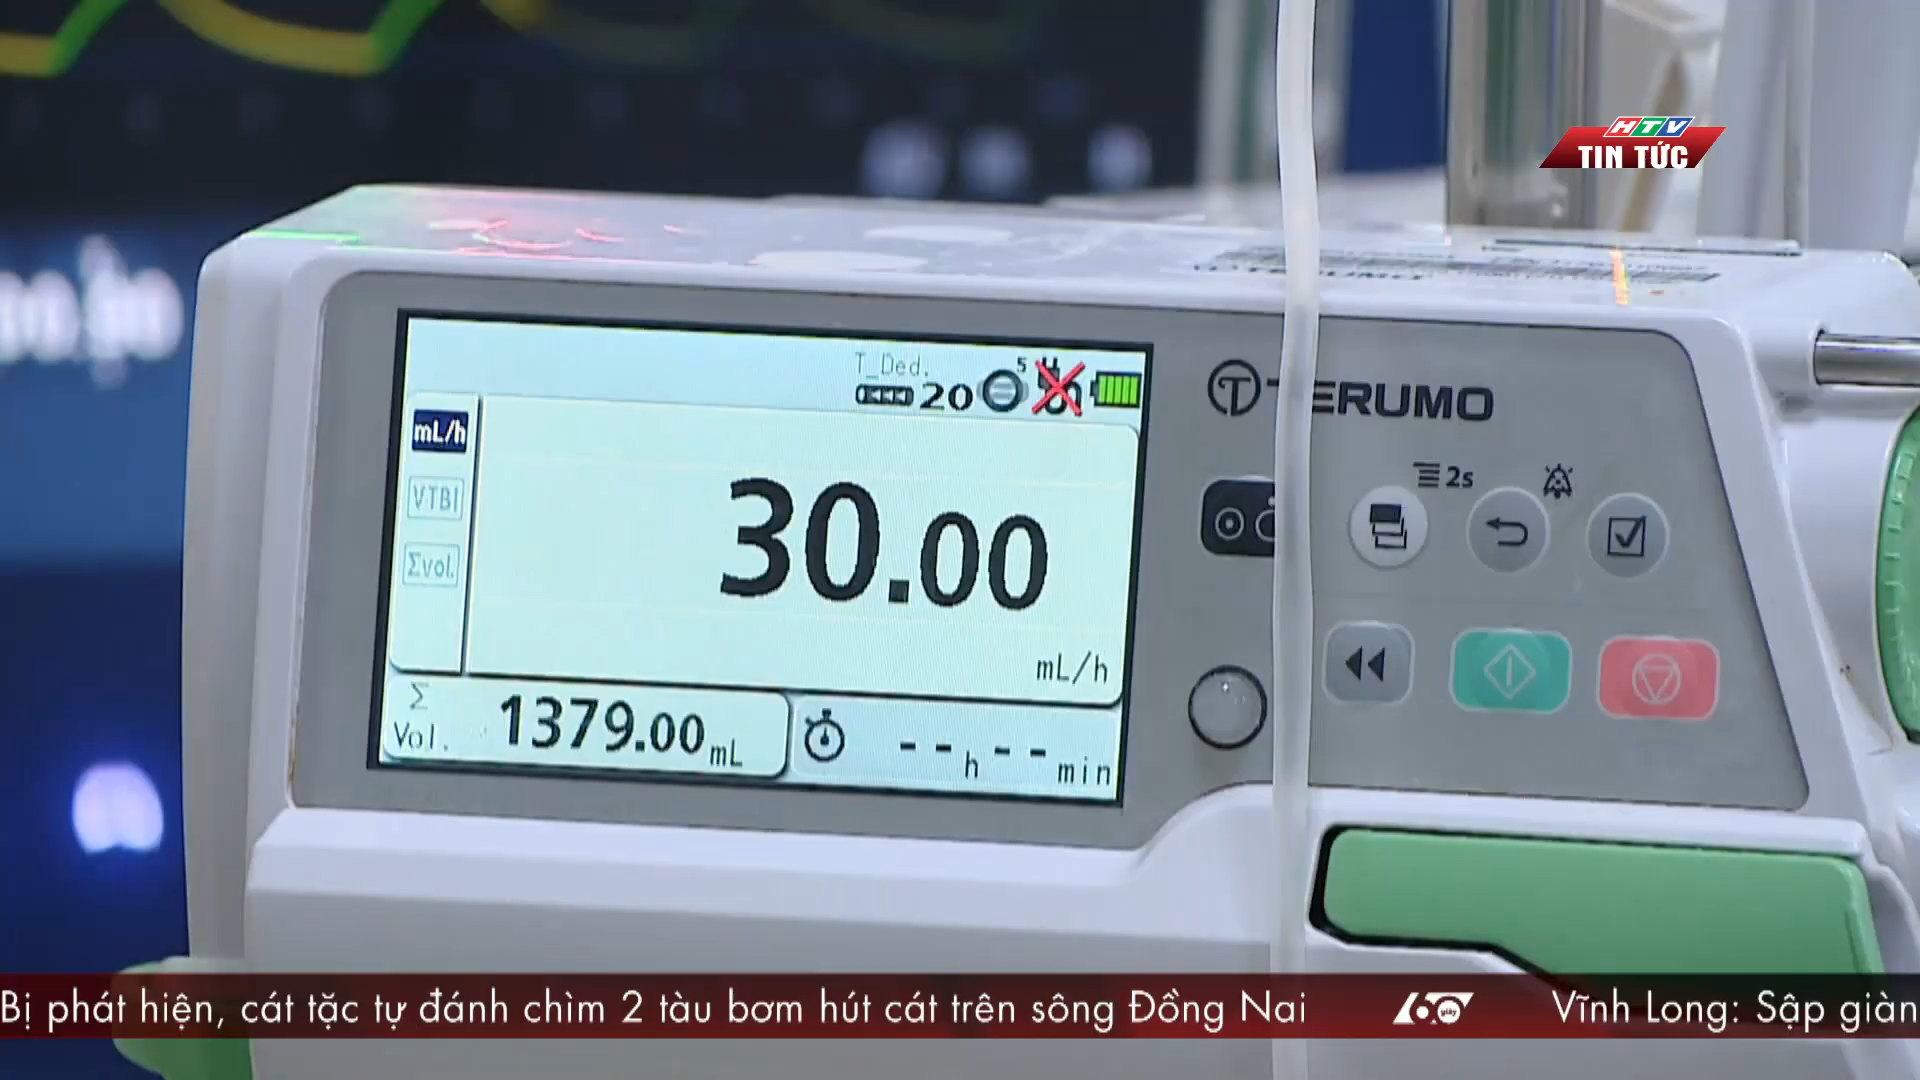 HTV
TIN TỨC
T_Ded.
20
5
TERUMO
mL/h
VTBI
Σvol.
30.00
mL/h
2s
Σ
Vol.
1379.00 mL
--h--min
Bị phát hiện, cát tặc tự đánh chìm 2 tàu bơm hút cát trên sông Đồng Nai
60 giây
Vĩnh Long: Sập giàn